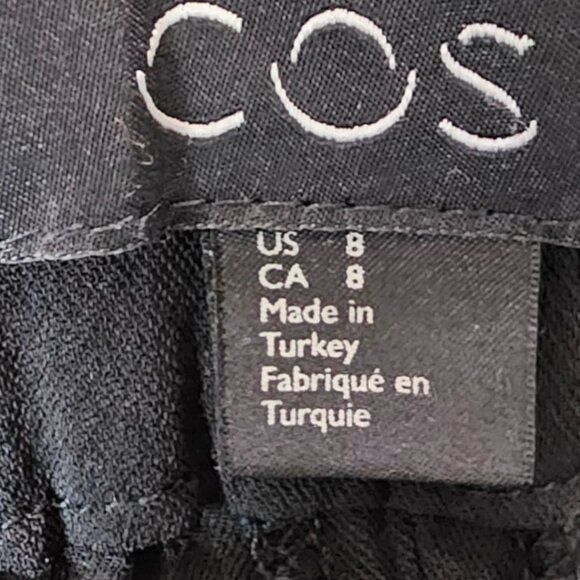 COS
US 8
CA 8
Made in
Turkey
Fabriqué en
Turquie